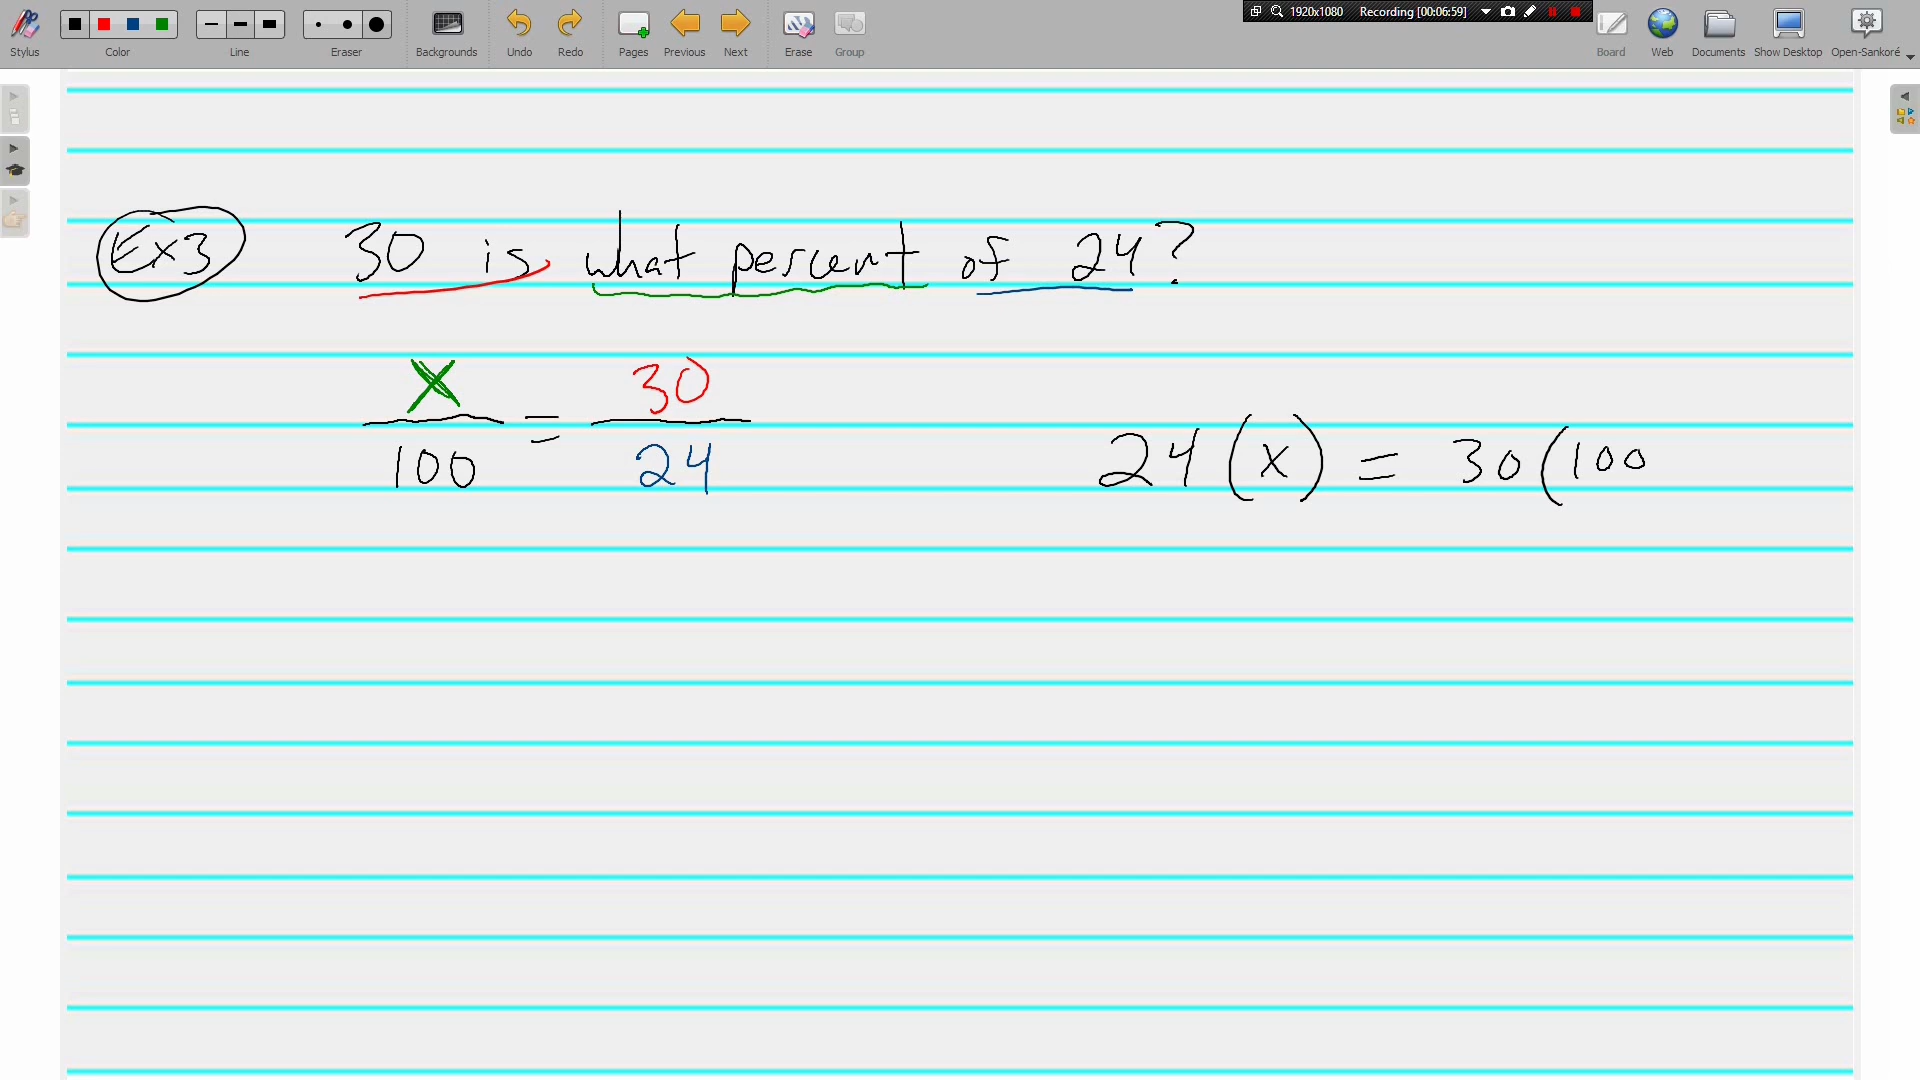 1920x1080 Recording [00:06:59]
Stylus Color Line Eraser Backgrounds Undo Redo Pages Previous Next Erase Group Board Web Documents Show Desktop Open-Sankoré
Ex3 30 is what percent of 24?
x/100 = 30/24
24(x) = 30(100